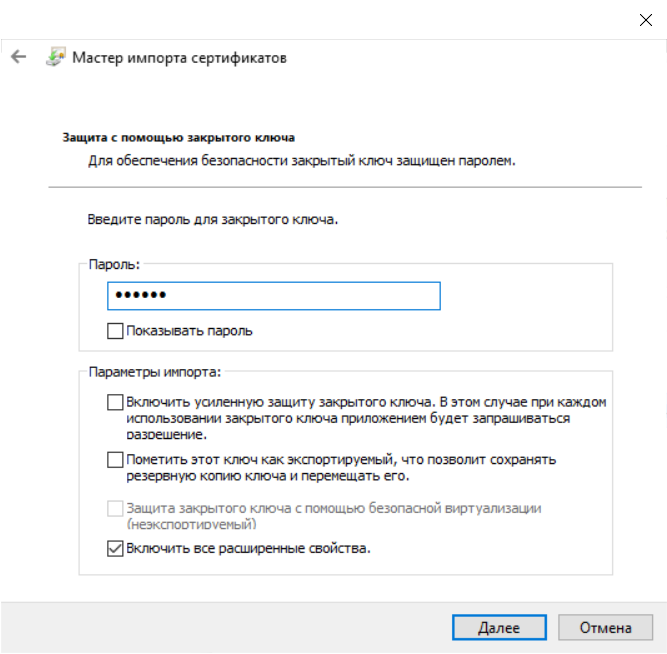 Мастер импорта сертификатов
Защита с помощью закрытого ключа
Для обеспечения безопасности закрытый ключ защищен паролем.
Введите пароль для закрытого ключа.
Пароль:
••••••
Показывать пароль
Параметры импорта:
Включить усиленную защиту закрытого ключа. В этом случае при каждом
использовании закрытого ключа приложением будет запрашиваться
разрешение.
Пометить этот ключ как экспортируемый, что позволит сохранять
резервную копию ключа и перемещать его.
Защита закрытого ключа с помощью безопасной виртуализации
(неэкспортируемый)
Включить все расширенные свойства.
Далее
Отмена